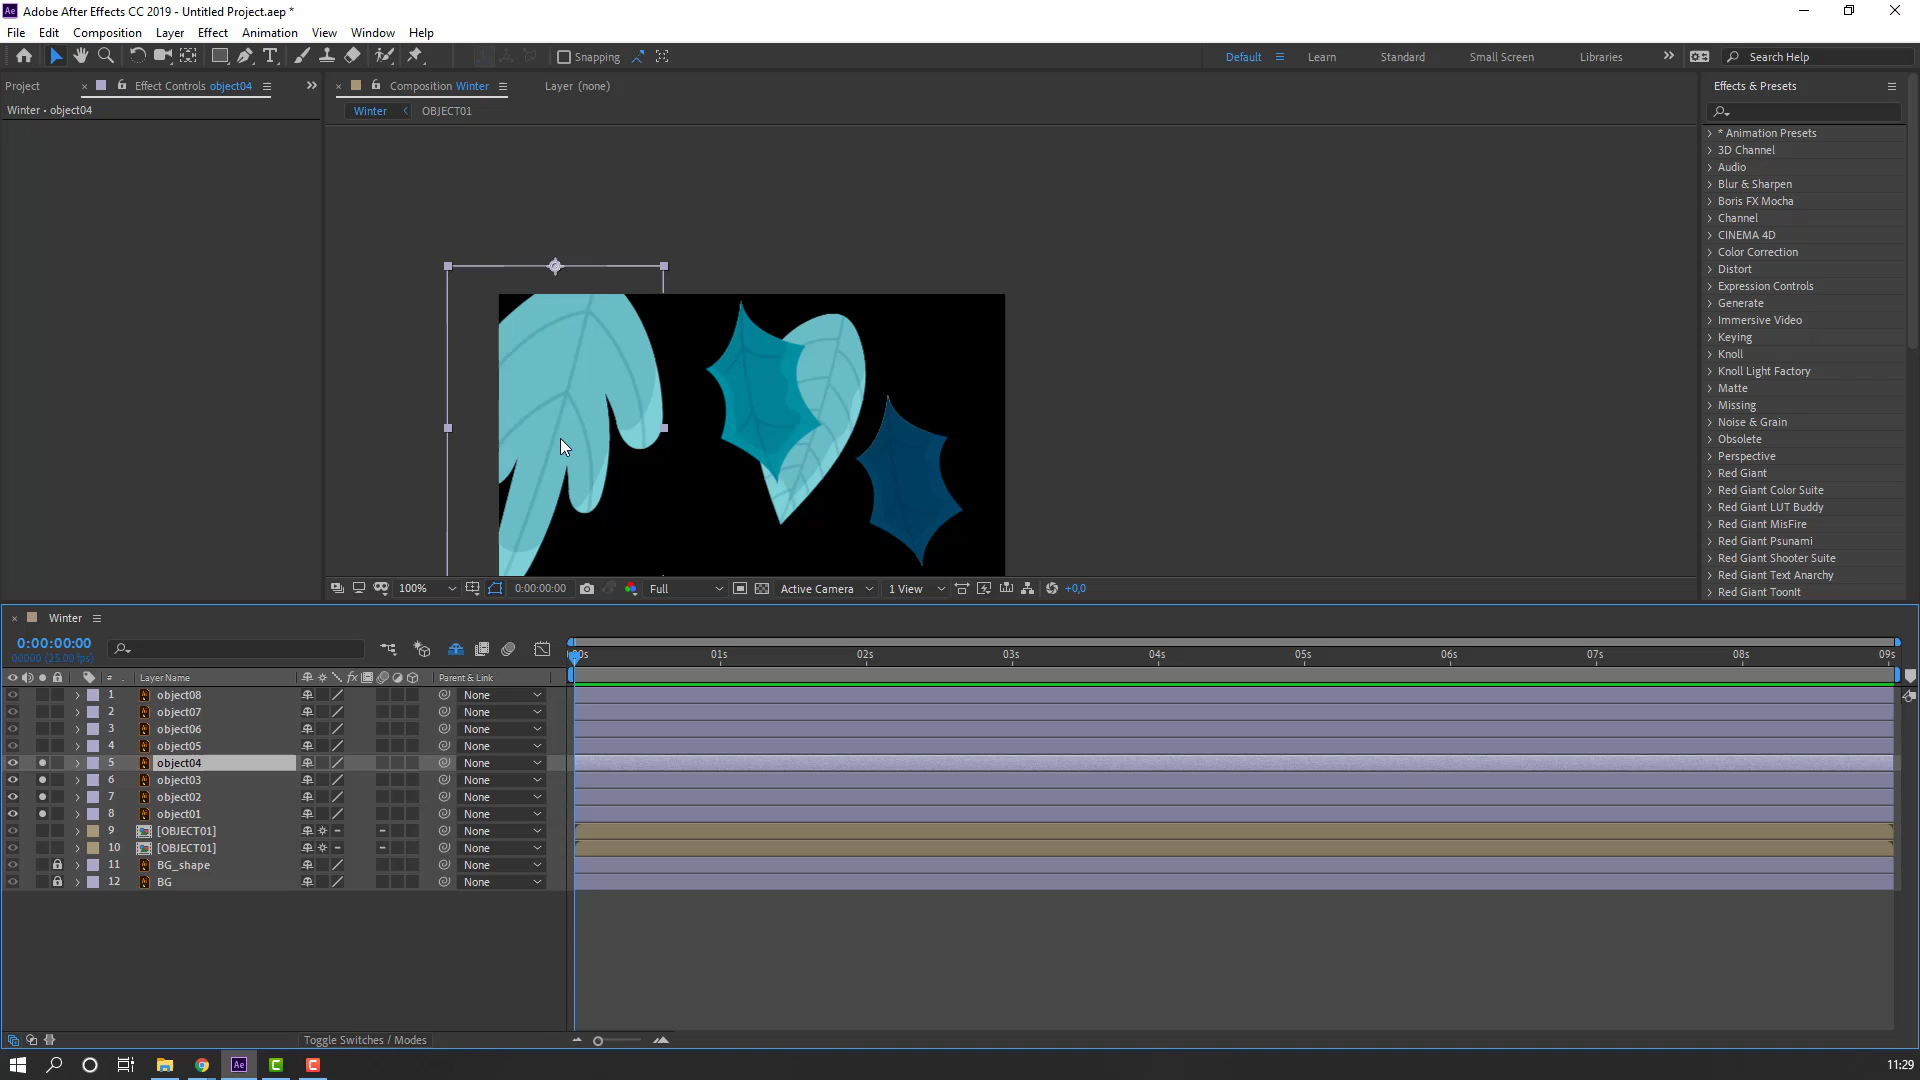 Adobe After Effects CC 2019 - Untitled Project.aep *
File Edit Composition Layer Effect Animation View Window Help
Snapping Default Learn Standard Small Screen Libraries Search Help
Project Effect Controls object04 Composition Winter Layer (none) Effects & Presets
Winter • object04
Winter OBJECT01
* Animation Presets
3D Channel
Audio
Blur & Sharpen
Boris FX Mocha
Channel
CINEMA 4D
Color Correction
Distort
Expression Controls
Generate
Immersive Video
Keying
Knoll
Knoll Light Factory
Matte
Missing
Noise & Grain
Obsolete
Perspective
Red Giant
Red Giant Color Suite
Red Giant LUT Buddy
Red Giant MisFire
Red Giant Psunami
Red Giant Shooter Suite
Red Giant Text Anarchy
Red Giant ToonIt
100% 0:00:00:00 Full Active Camera 1 View +0,0
Winter
0:00:00:00
00000 (25.00 fps)
01s 02s 03s 04s 05s 06s 07s 08s 09s
# Layer Name fx Parent & Link
1 object08 None
2 object07 None
3 object06 None
4 object05 None
5 object04 None
6 object03 None
7 object02 None
8 object01 None
9 [OBJECT01] None
10 [OBJECT01] None
11 BG_shape None
12 BG None
Toggle Switches / Modes
11:29